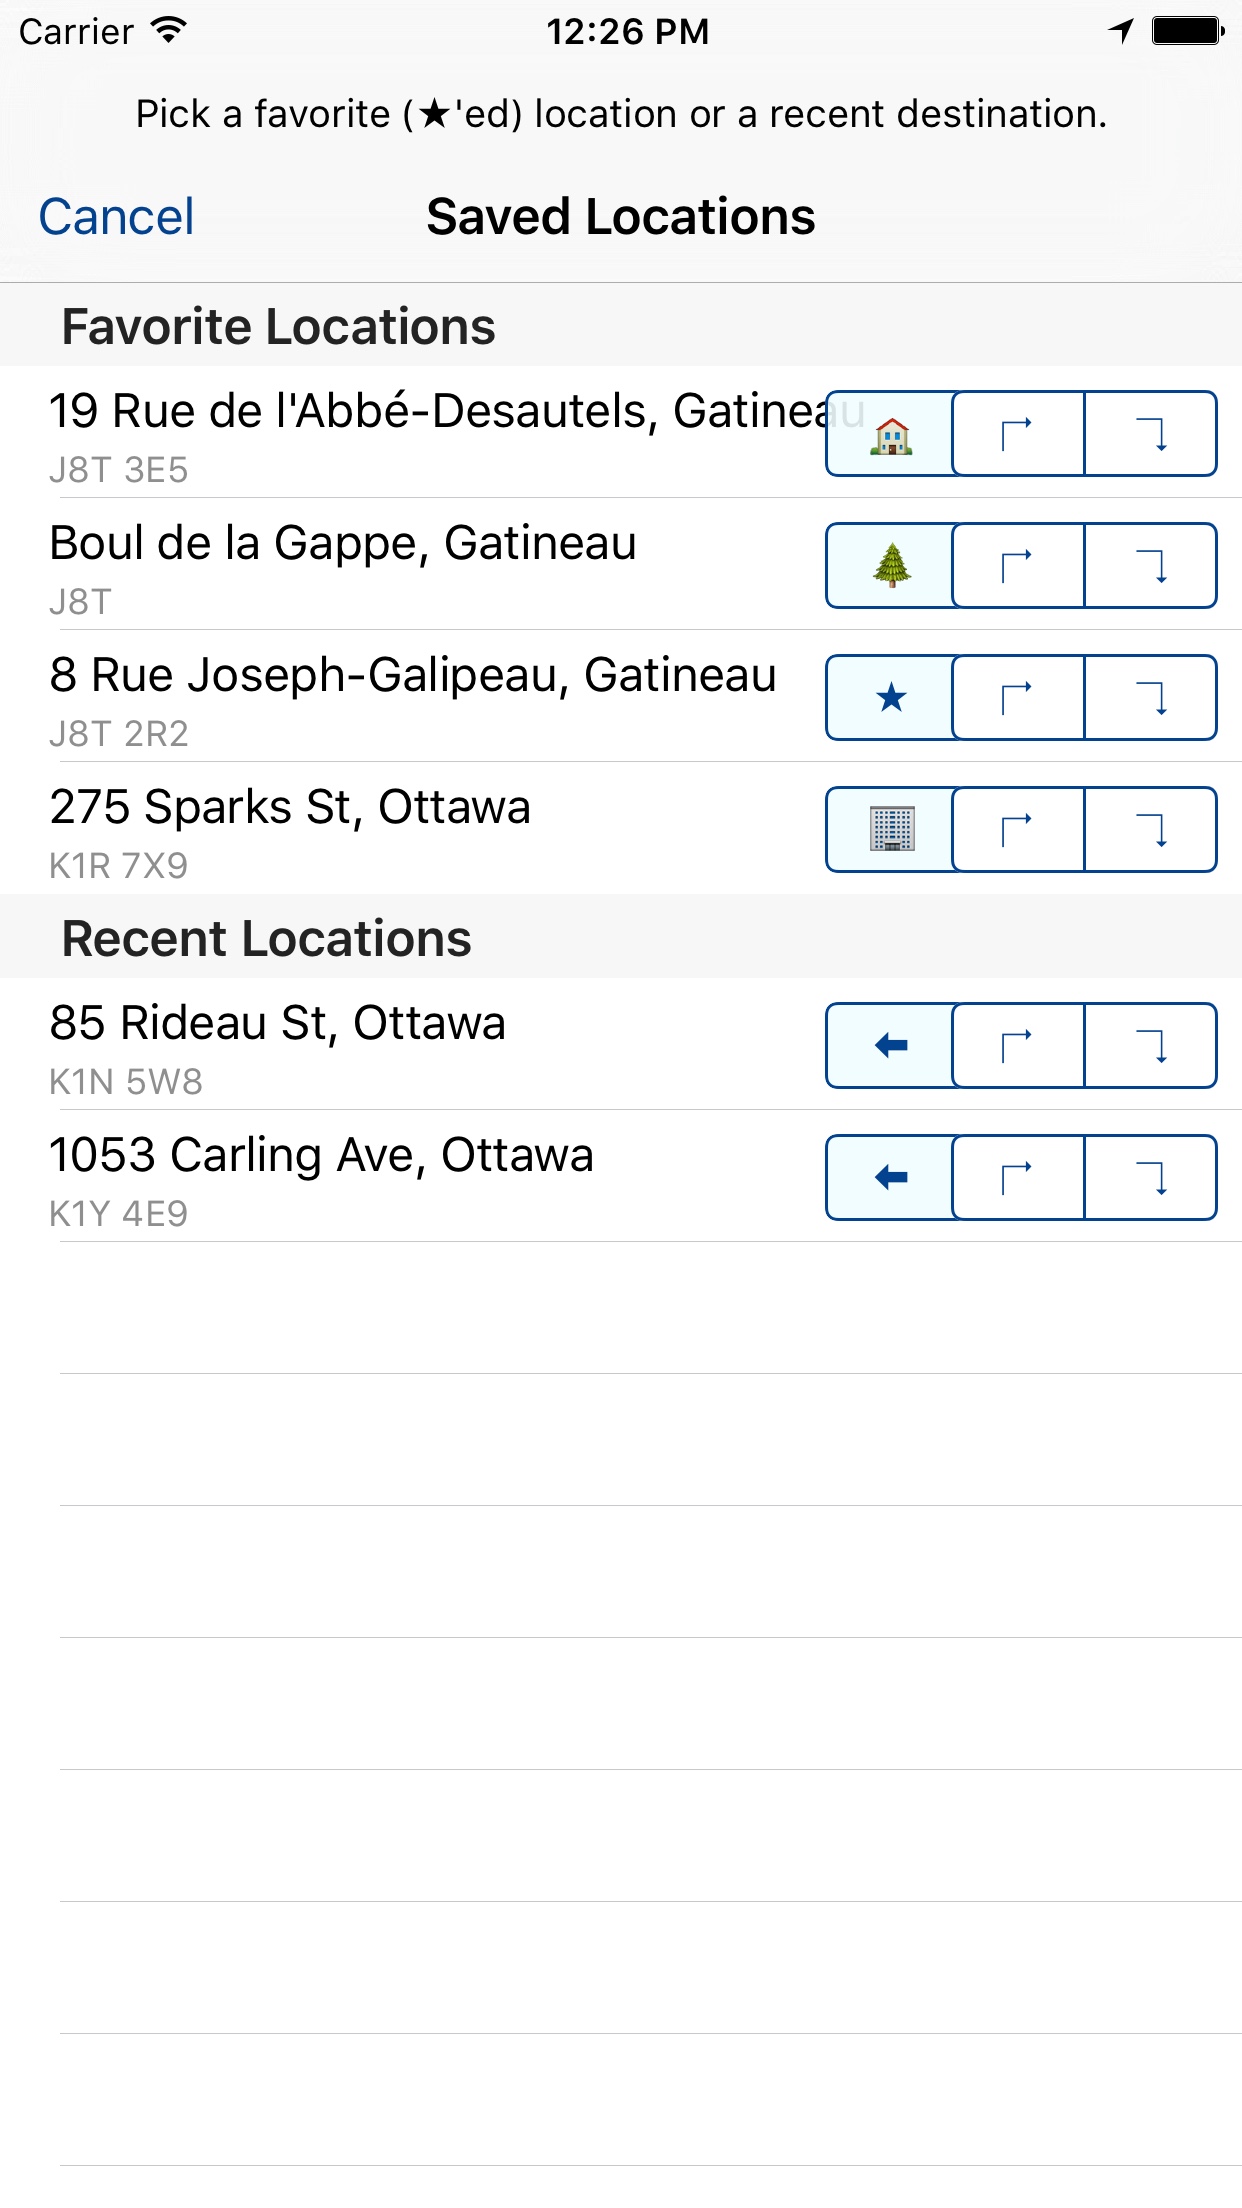 Carrier 12:26 PM
Pick a favorite (★'ed) location or a recent destination.
Cancel Saved Locations
Favorite Locations
19 Rue de l'Abbé-Desautels, Gatineau
J8T 3E5
Boul de la Gappe, Gatineau
J8T
8 Rue Joseph-Galipeau, Gatineau
J8T 2R2
275 Sparks St, Ottawa
K1R 7X9
Recent Locations
85 Rideau St, Ottawa
K1N 5W8
1053 Carling Ave, Ottawa
K1Y 4E9